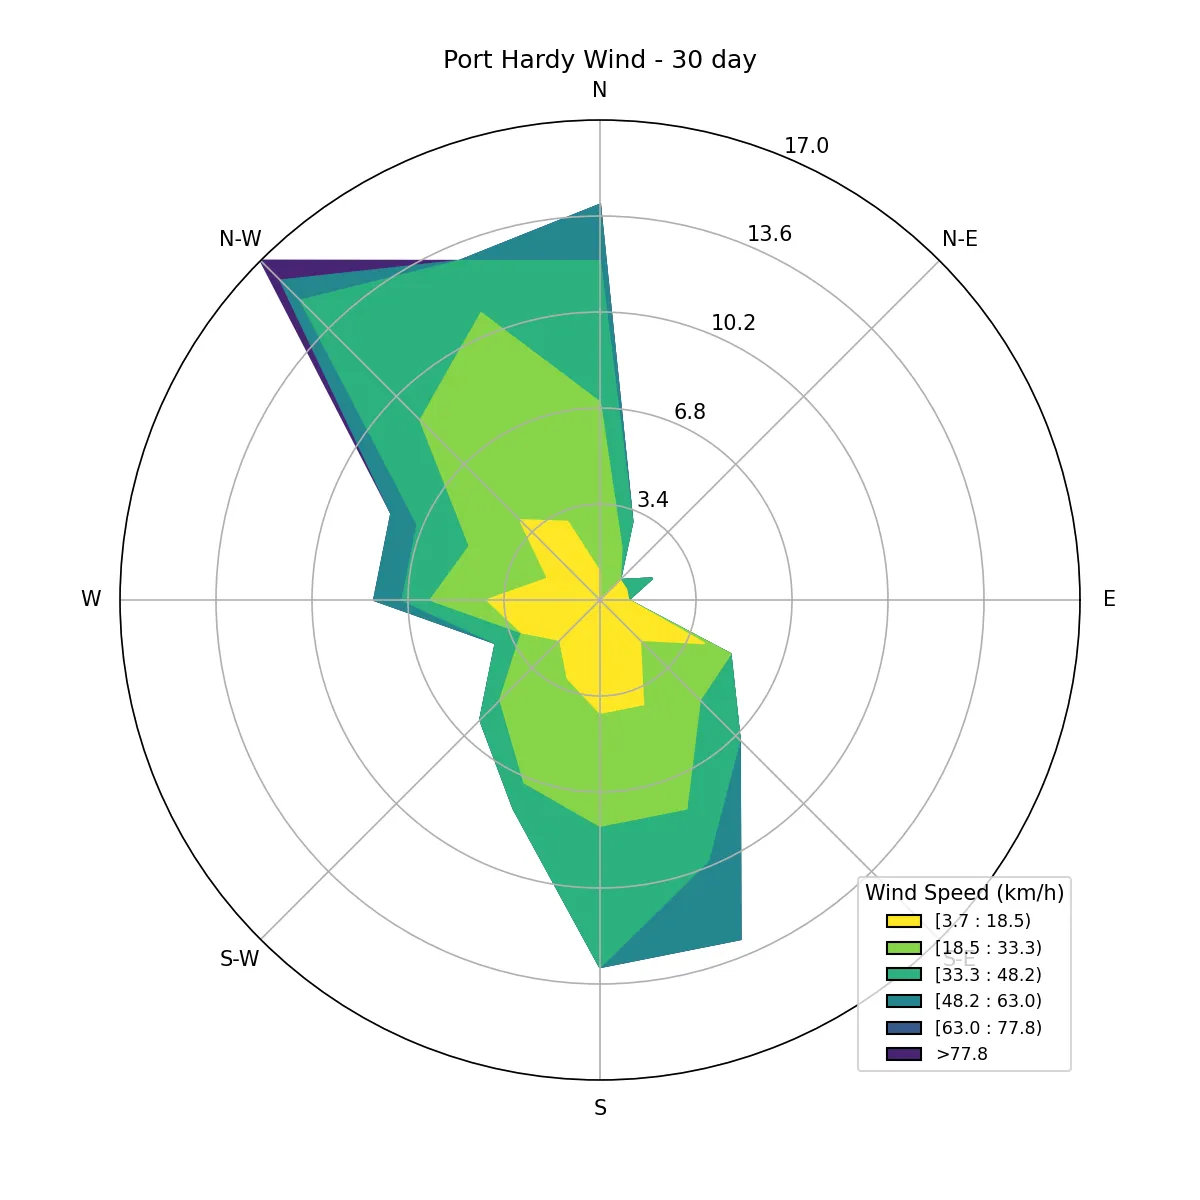 Port Hardy Wind - 30 day
N
17.0
13.6
N-W
N-E
10.2
6.8
3.4
W
E
Wind Speed (km/h)
[3.7 : 18.5)
[18.5 : 33.3)
S-W
S-E
[33.3 : 48.2)
[48.2 : 63.0)
[63.0 : 77.8)
>77.8
S